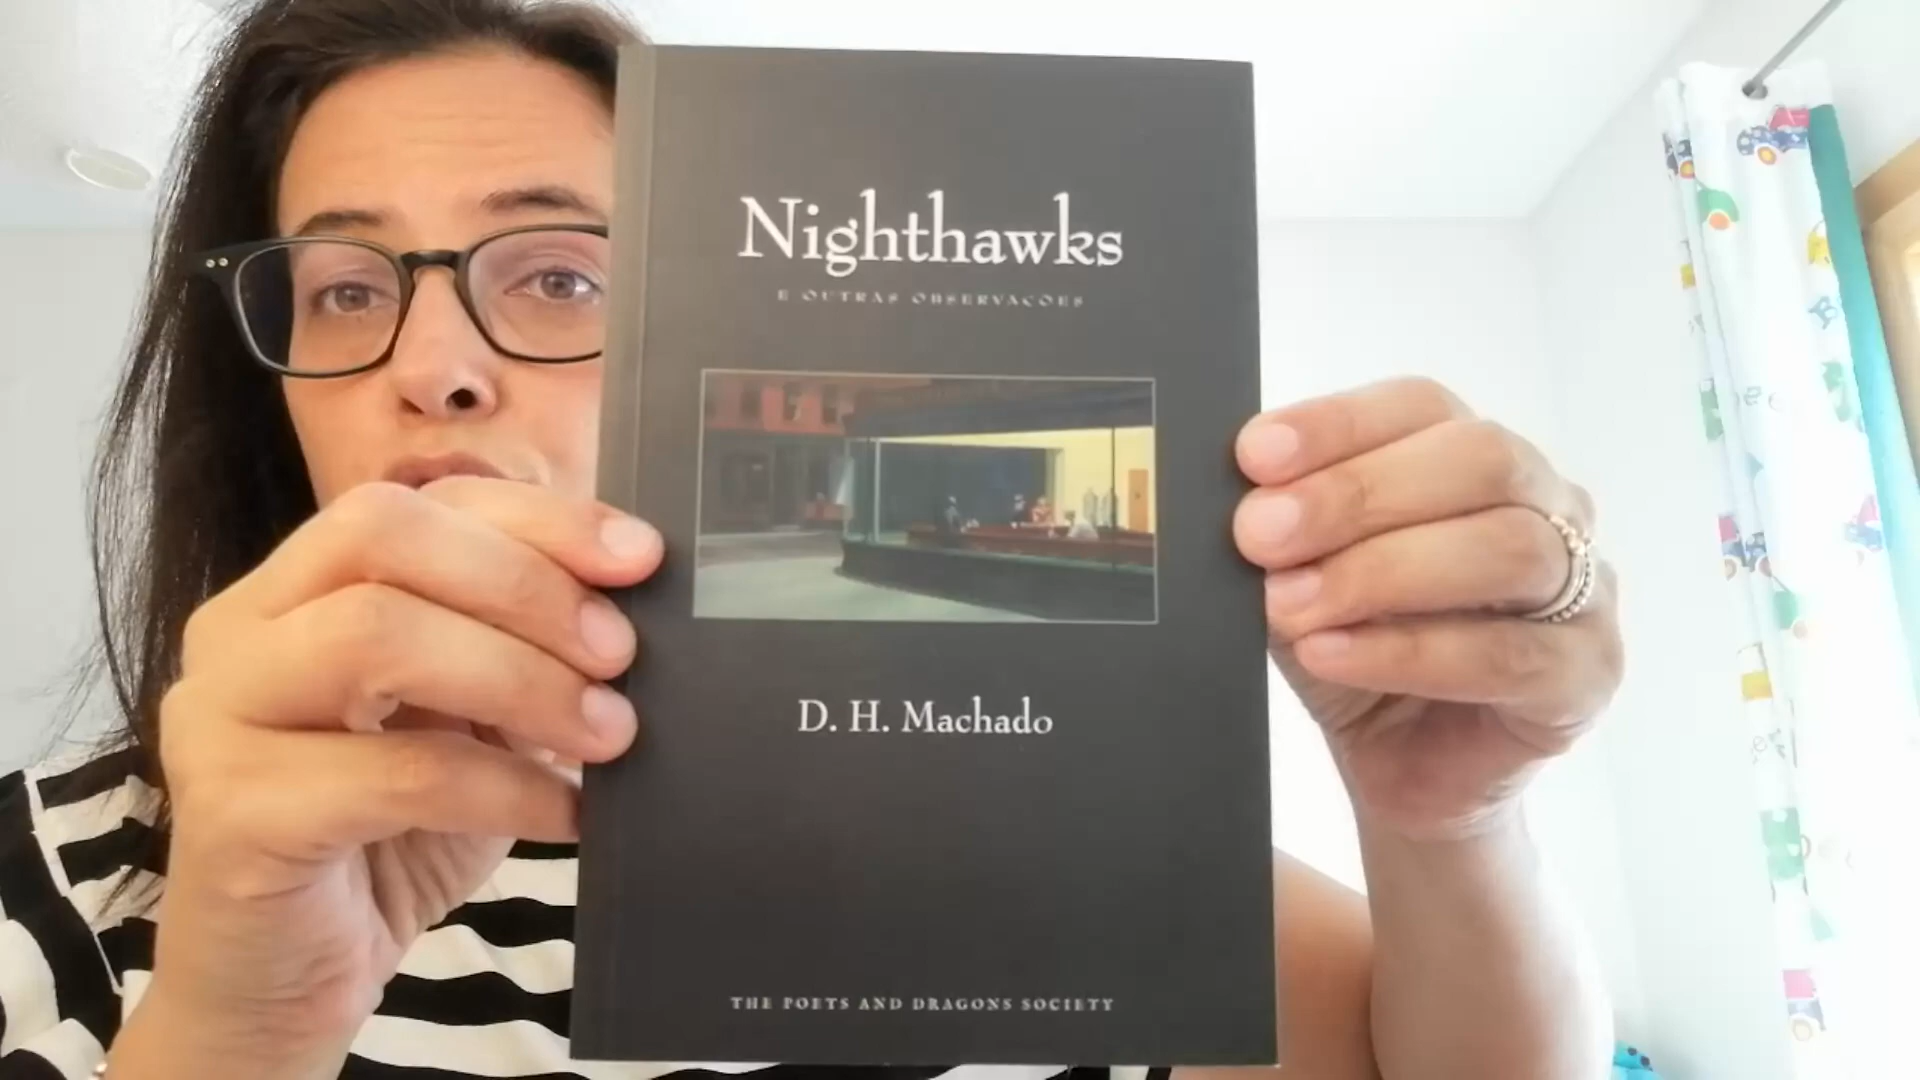 Nighthawks
E OUTRAS OBSERVAÇÕES
D. H. Machado
THE POETS AND DRAGONS SOCIETY